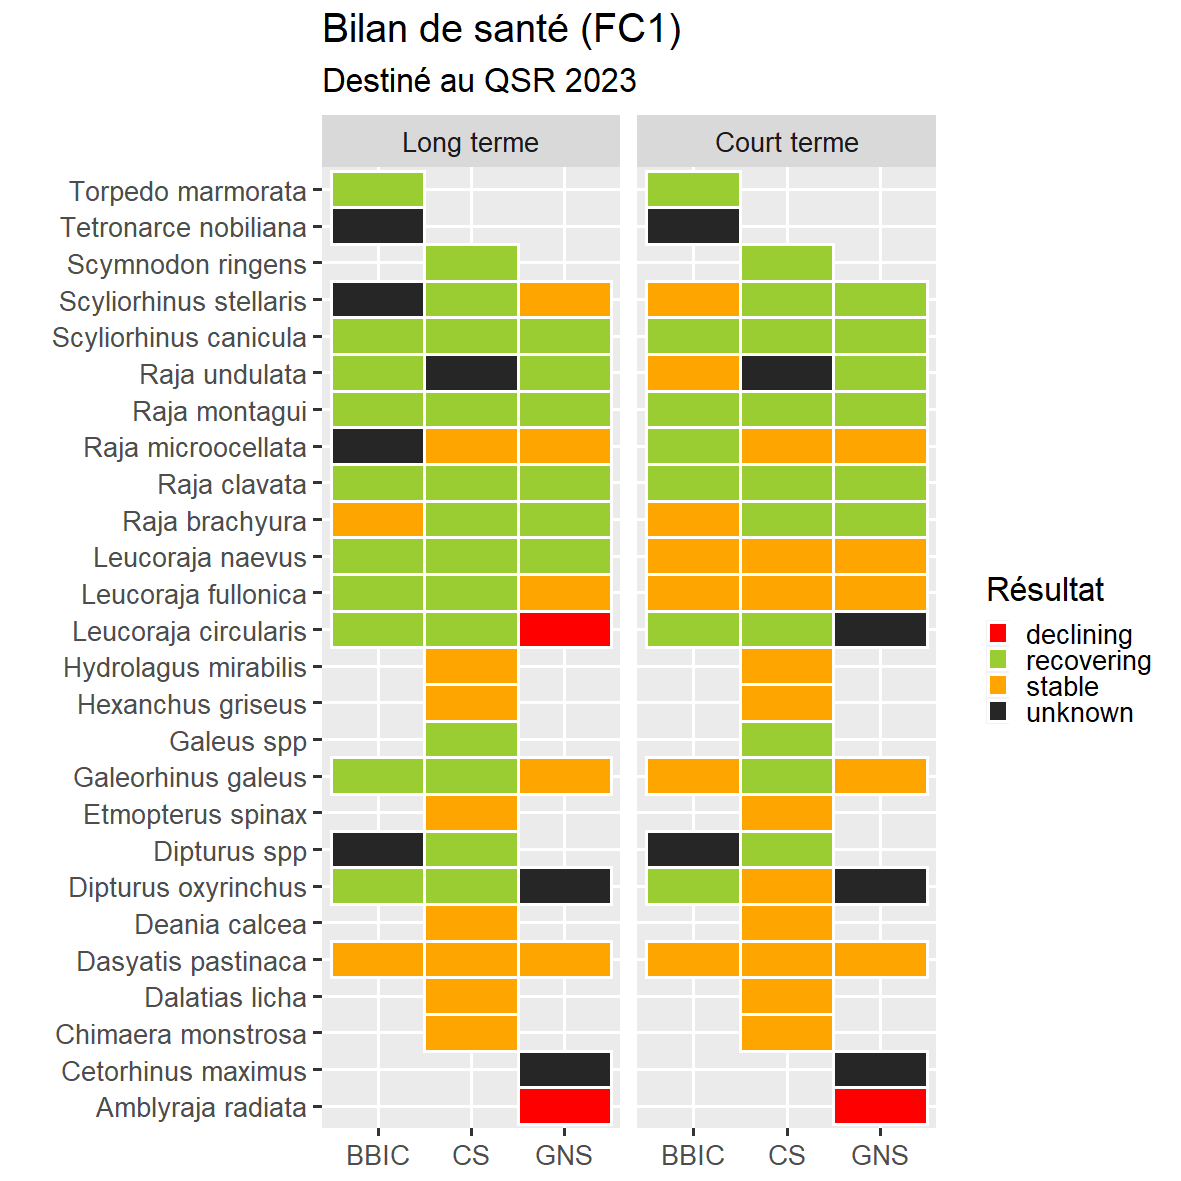 Bilan de santé (FC1)
Destiné au QSR 2023
Long terme
Court terme
Torpedo marmorata
Tetronarce nobiliana
Scymnodon ringens
Scyliorhinus stellaris
Scyliorhinus canicula
Raja undulata
Raja montagui
Raja microocellata
Raja clavata
Raja brachyura
Leucoraja naevus
Leucoraja fullonica
Leucoraja circularis
Hydrolagus mirabilis
Hexanchus griseus
Galeus spp
Galeorhinus galeus
Etmopterus spinax
Dipturus spp
Dipturus oxyrinchus
Deania calcea
Dasyatis pastinaca
Dalatias licha
Chimaera monstrosa
Cetorhinus maximus
Amblyraja radiata
BBIC CS GNS
BBIC CS GNS
Résultat
declining
recovering
stable
unknown